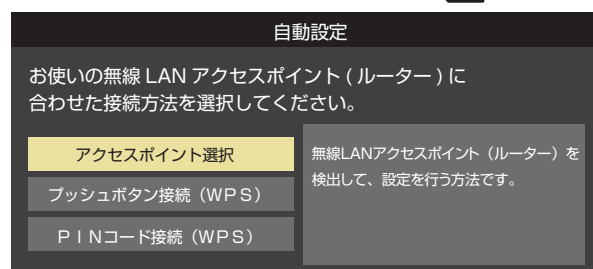 自動設定
お使いの無線 LAN アクセスポイント ( ルーター ) に
合わせた接続方法を選択してください。
アクセスポイント選択
プッシュボタン接続（WPS）
PINコード接続（WPS）
無線LANアクセスポイント（ルーター）を
検出して、設定を行う方法です。